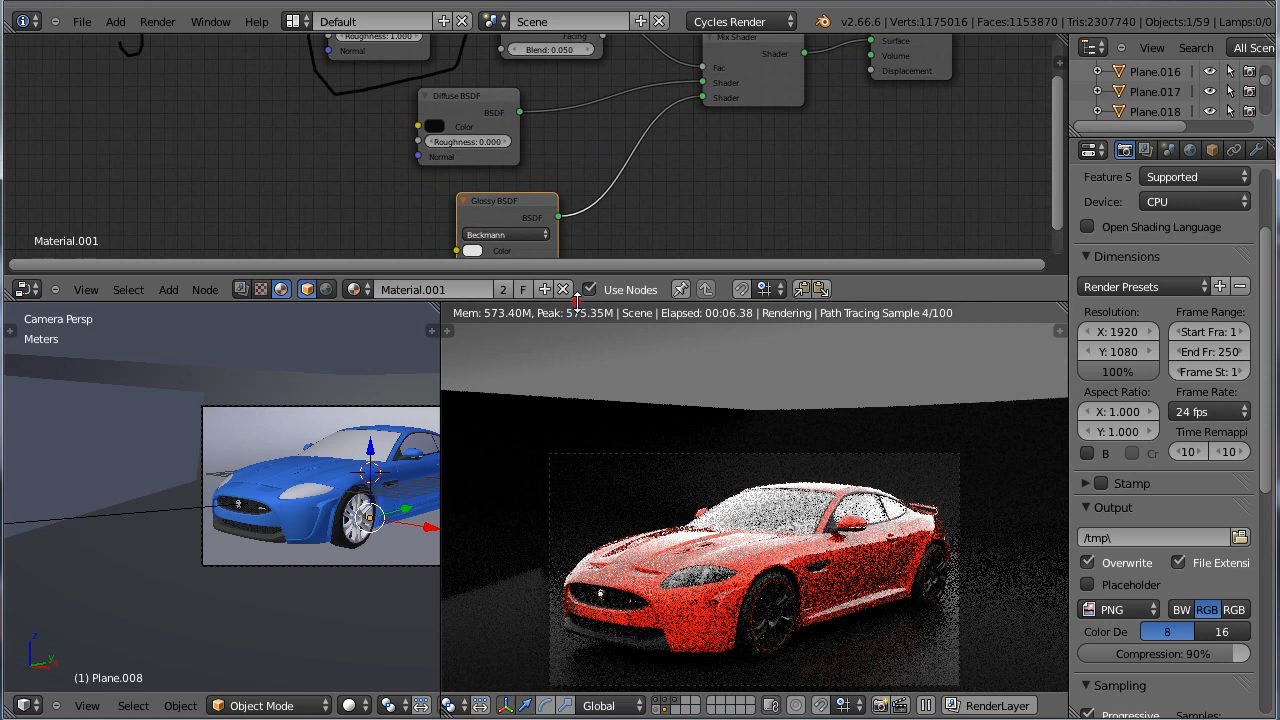 File Add Render Window Help Default Scene Cycles Render v2.66.6 | Verts:1175016 | Faces:1153870 | Tris:2307740 | Objects:1/59 | Lamps:0/0
Roughness: 1.000
Normal
Facing
Blend: 0.050
Mix Shader
Shader
Fac
Shader
Shader
Surface
Volume
Displacement
Diffuse BSDF
BSDF
Color
Roughness: 0.000
Normal
Glossy BSDF
BSDF
Beckmann
Color
Material.001
View Select Add Node Material.001 2 F Use Nodes
Camera Persp
Meters
(1) Plane.008
View Select Object Object Mode
Mem: 573.40M, Peak: 575.35M | Scene | Elapsed: 00:06.38 | Rendering | Path Tracing Sample 4/100
Global RenderLayer
View Search All Scen
Plane.016
Plane.017
Plane.018
Feature S Supported
Device: CPU
Open Shading Language
Dimensions
Render Presets
Resolution: Frame Range:
X: 1920 Start Fra: 1
Y: 1080 End Fr: 250
100% Frame St: 1
Aspect Ratio: Frame Rate:
X: 1.000 24 fps
Y: 1.000 Time Remappi
B Cr 10 10
Stamp
Output
/tmp\
Overwrite File Extensi
Placeholder
PNG BW RGB RGB
Color De 8 16
Compression: 90%
Sampling
Progressive Samples: